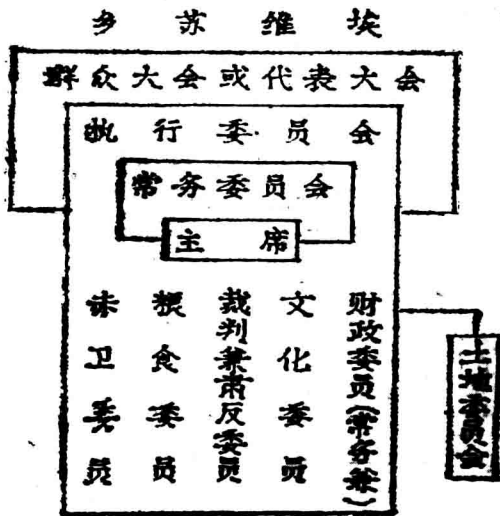 乡苏维埃
群众大会或代表大会
执行委员会
常务委员会
主席
赤卫委员
粮食委员
裁判兼肃反委员
文化委员
财政委员(常务兼)
土地委员会